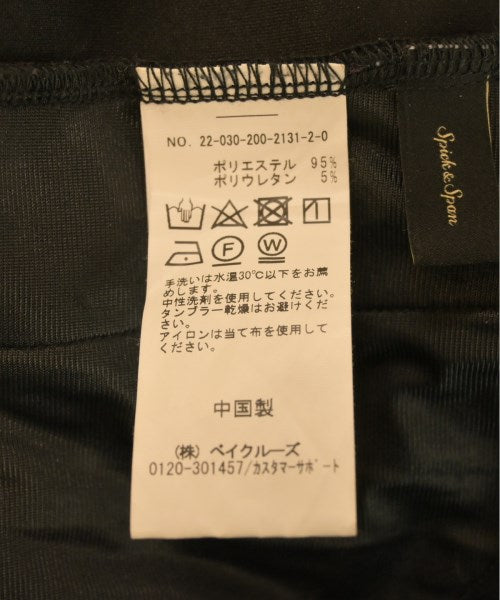 NO. 22-030-200-2131-2-0
ポリエステル 95%
ポリウレタン 5%
F W
手洗いは水温30℃以下をお薦
めします。
中性洗剤を使用してください。
タンブラー乾燥はお避けくだ
さい。
アイロンは当て布を使用して
ください。
中国製
(株) ベイクルーズ
0120-301457/カスタマーサポート
Spick & Span